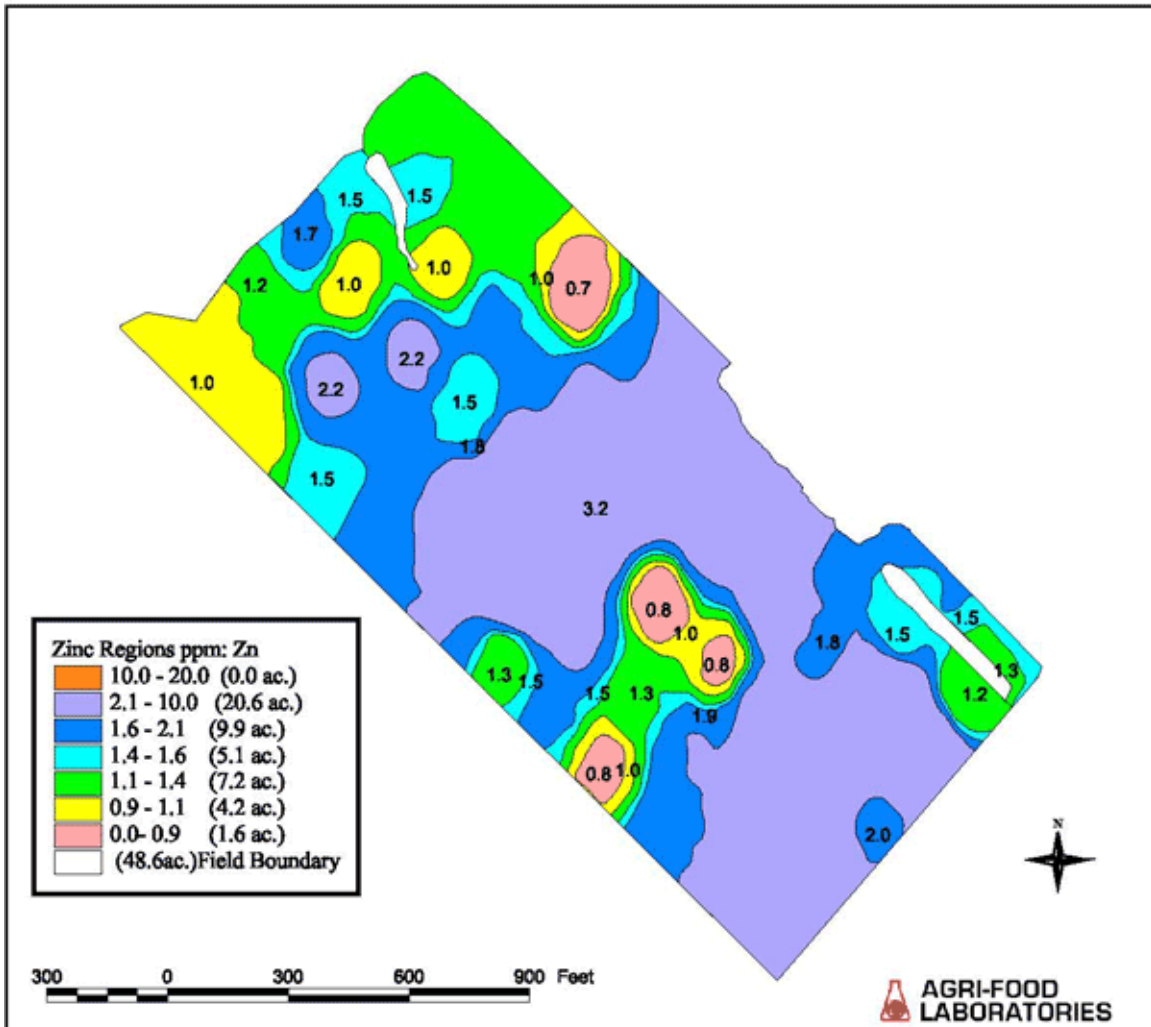 1.5
1.5
1.7
1.0
1.2
1.0
1.0
0.7
2.2
1.0
2.2
1.5
1.8
1.5
3.2
0.8
1.5
1.0
1.8
1.5
0.8
1.3
1.3
1.5
1.5
1.3
1.2
1.9
0.8
1.0
2.0
Zinc Regions ppm: Zn
10.0 - 20.0 (0.0 ac.)
2.1 - 10.0 (20.6 ac.)
1.6 - 2.1 (9.9 ac.)
1.4 - 1.6 (5.1 ac.)
1.1 - 1.4 (7.2 ac.)
0.9 - 1.1 (4.2 ac.)
0.0- 0.9 (1.6 ac.)
(48.6ac.)Field Boundary
N
300 0 300 600 900 Feet
AGRI-FOOD
LABORATORIES